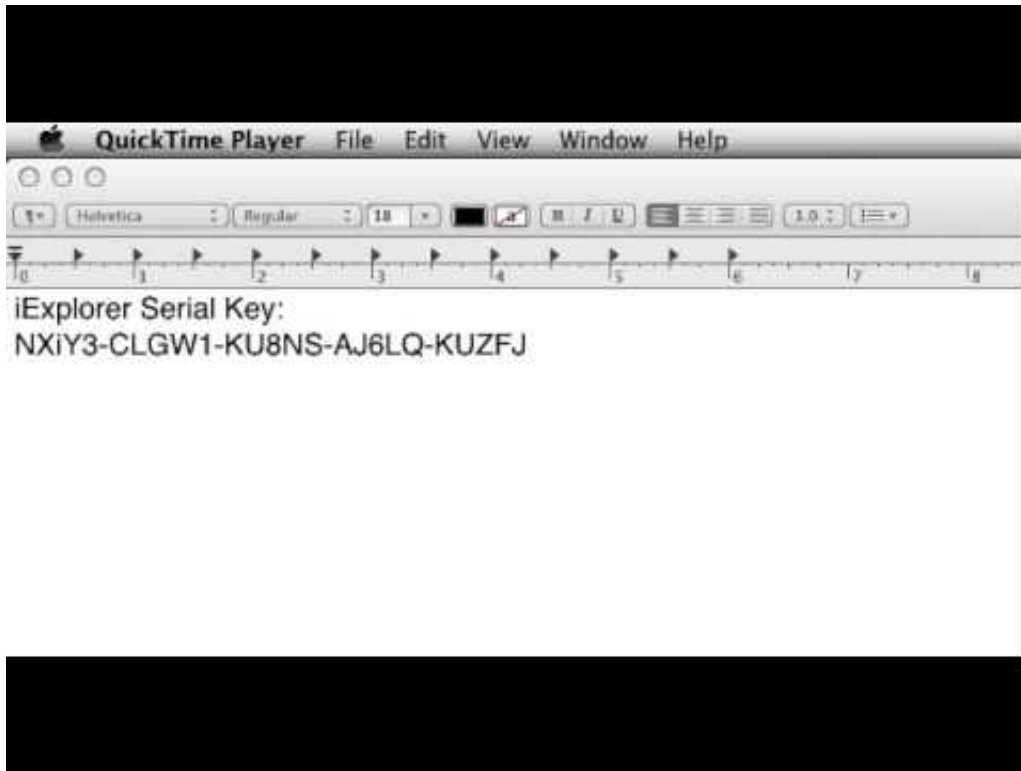 QuickTime Player File Edit View Window Help
Helvetica Regular 18 a B I U 1.0
0 1 2 3 4 5 6 7 8
iExplorer Serial Key:
NXiY3-CLGW1-KU8NS-AJ6LQ-KUZFJ